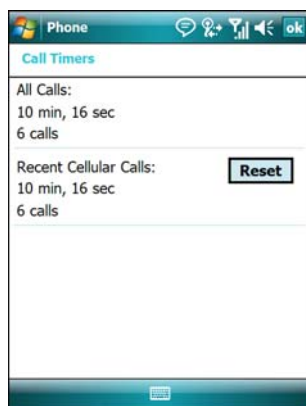 Phone
ok
Call Timers
All Calls:
10 min, 16 sec
6 calls
Recent Cellular Calls:
Reset
10 min, 16 sec
6 calls